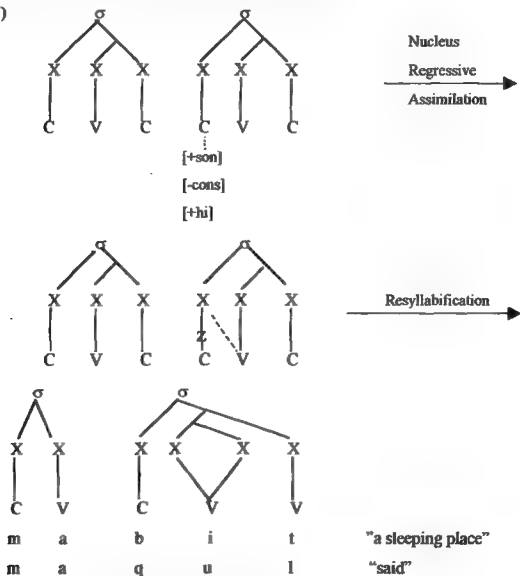 )
σ σ
Nucleus
X X X X X X Regressive
Assimilation
C V C C V C
[+son]
[-cons]
[+hi]
σ σ
X X X X X X Resyllabification
Z
C V C C V C
σ σ
X X X X X X
C V C V V
m a b i t "a sleeping place"
m a q u l "said"